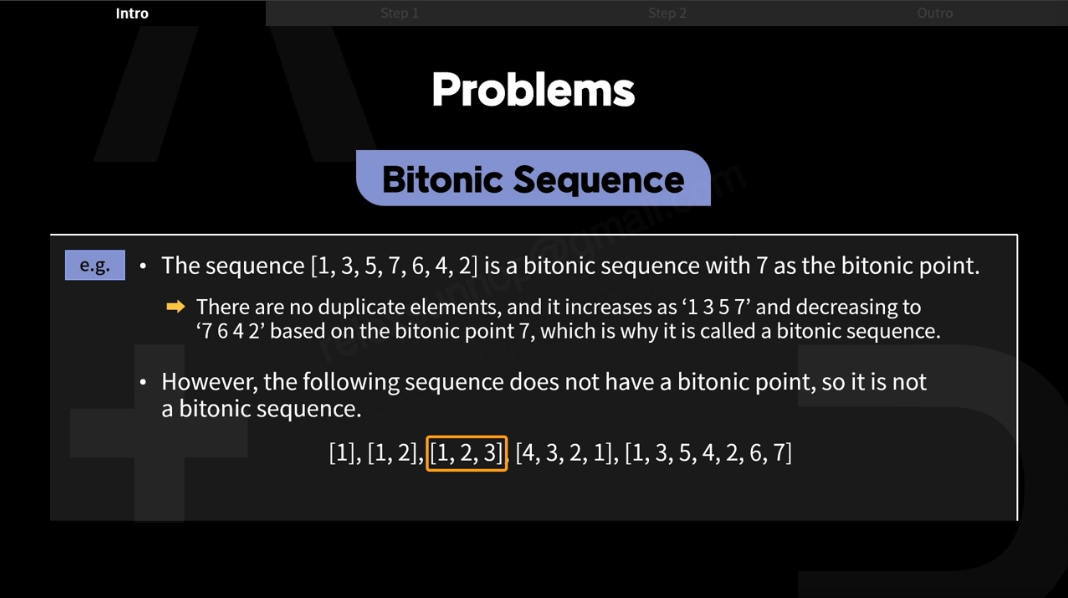 Intro Step 1 Step 2 Outro
Problems
Bitonic Sequence
e.g. • The sequence [1, 3, 5, 7, 6, 4, 2] is a bitonic sequence with 7 as the bitonic point.
➡ There are no duplicate elements, and it increases as ‘1 3 5 7’ and decreasing to
‘7 6 4 2’ based on the bitonic point 7, which is why it is called a bitonic sequence.
• However, the following sequence does not have a bitonic point, so it is not
a bitonic sequence.
[1], [1, 2], [1, 2, 3], [4, 3, 2, 1], [1, 3, 5, 4, 2, 6, 7]